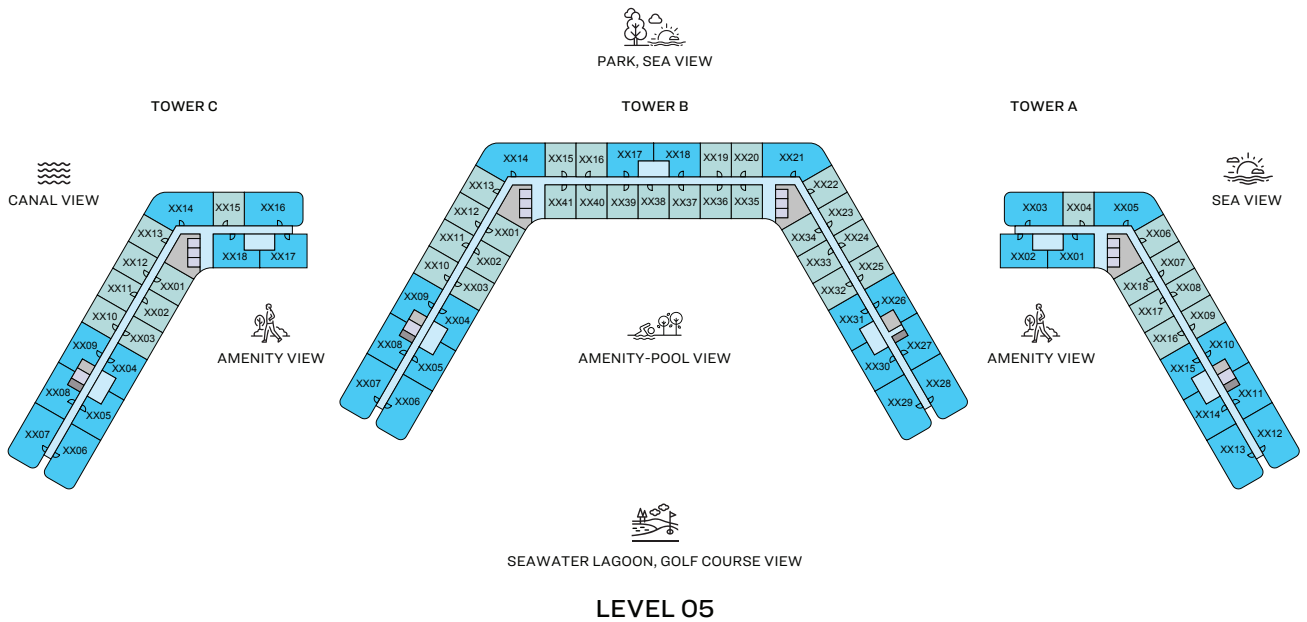 PARK, SEA VIEW
TOWER C
TOWER B
TOWER A
CANAL VIEW
SEA VIEW
XX14 XX15 XX16
XX13
XX12
XX11
XX10
XX09
XX08
XX07
XX18 XX17
XX01
XX02
XX03
XX04
XX05
XX06
XX14 XX15 XX16 XX17 XX18 XX19 XX20 XX21
XX41 XX40 XX39 XX38 XX37 XX36 XX35
XX13
XX12
XX11
XX10
XX09
XX08
XX07
XX01
XX02
XX03
XX04
XX05
XX06
XX22
XX23
XX24
XX25
XX26
XX27
XX28
XX34
XX33
XX32
XX31
XX30
XX29
XX03 XX04 XX05
XX02 XX01
XX06
XX07
XX08
XX09
XX10
XX11
XX12
XX18
XX17
XX16
XX15
XX14
XX13
AMENITY VIEW
AMENITY-POOL VIEW
AMENITY VIEW
SEAWATER LAGOON, GOLF COURSE VIEW
LEVEL 05